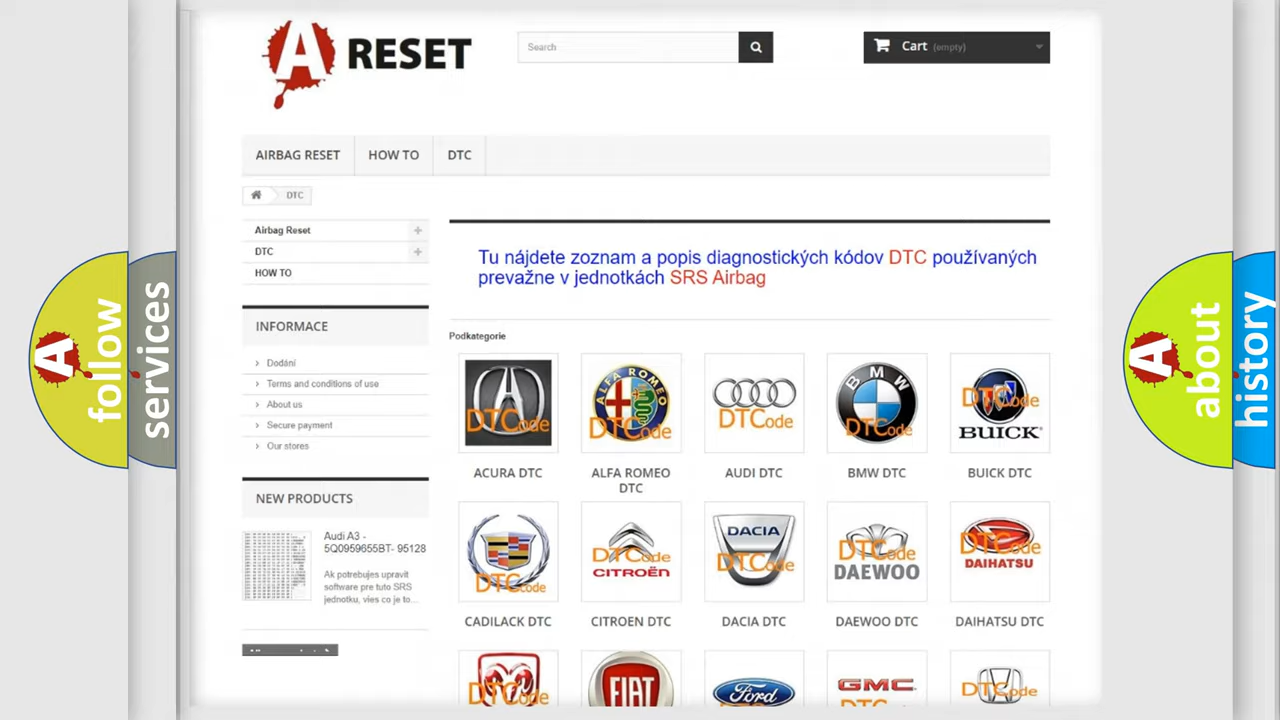 A RESET
Search
Cart (empty)
AIRBAG RESET
HOW TO
DTC
DTC
Airbag Reset
DTC
HOW TO
INFORMACE
Dodání
Terms and conditions of use
About us
Secure payment
Our stores
NEW PRODUCTS
Audi A3 -
5Q0959655BT- 95128
Ak potrebujes upravit
software pre tuto SRS
jednotku, vies co je to...
Tu nájdete zoznam a popis diagnostických kódov DTC používaných
prevažne v jednotkách SRS Airbag
Podkategorie
DTCode
ALFA ROMEO
DTCode
DTCode
BMW
DTCode
DTCode
BUICK
ACURA DTC
ALFA ROMEO
DTC
AUDI DTC
BMW DTC
BUICK DTC
DTCode
DTCode
CITROËN
DACIA
DTCode
DTCode
DAEWOO
DTCode
DAIHATSU
CADILACK DTC
CITROEN DTC
DACIA DTC
DAEWOO DTC
DAIHATSU DTC
DTCode
FIAT
Ford
GMC
DTCode
A follow
services
A about
history